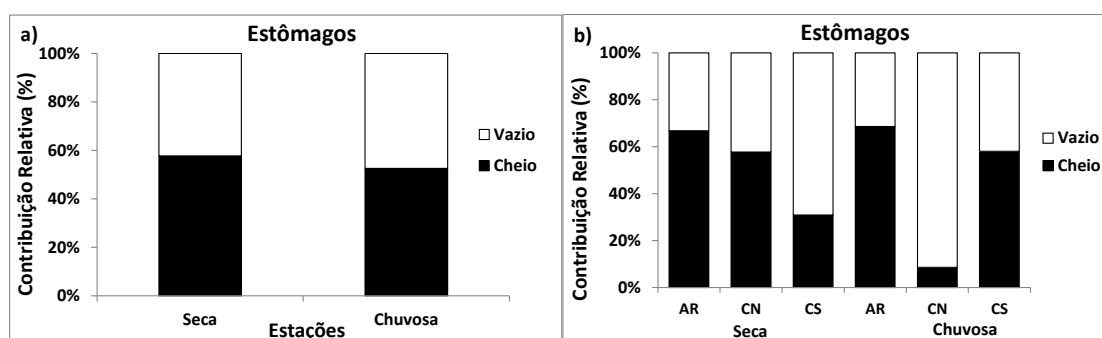 a)
Estômagos
Contribuição Relativa (%)
100%
80%
60%
40%
20%
0%
Seca
Chuvosa
Estações
Vazio
Cheio
b)
Estômagos
Contribuição Relativa (%)
100%
80%
60%
40%
20%
0%
AR CN CS AR CN CS
Seca Chuvosa
Vazio
Cheio